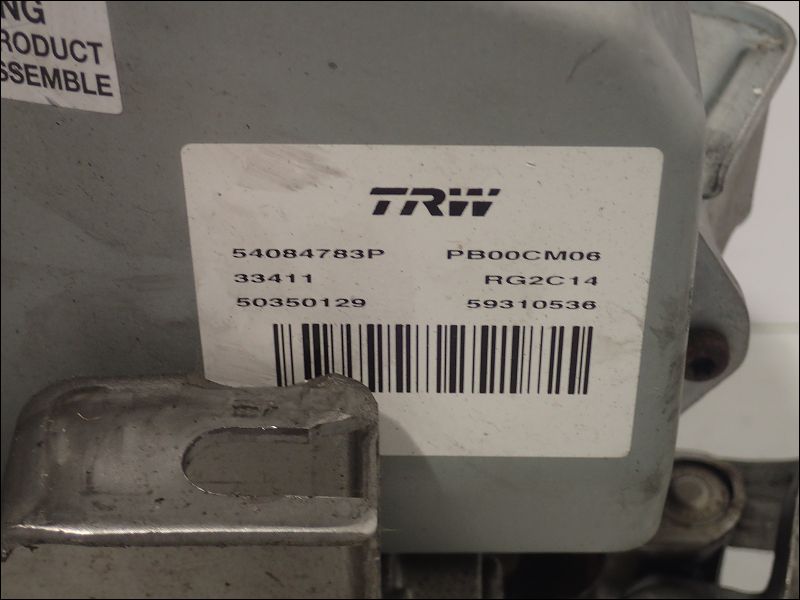 NG
RODUCT
SSEMBLE
TRW
54084783P PB00CM06
33411 RG2C14
50350129 59310536